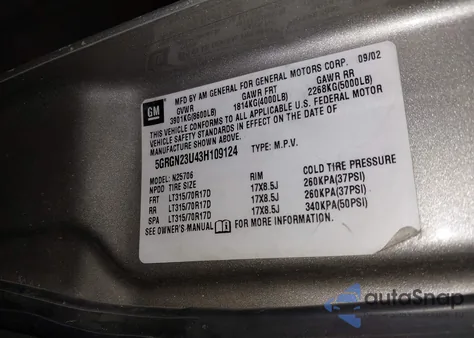 GM
MFD BY AM GENERAL FOR GENERAL MOTORS CORP. 09/02
GVWR GAWR FRT GAWR RR
3901KG(8600LB) 1814KG(4000LB) 2268KG(5000LB)
THIS VEHICLE CONFORMS TO ALL APPLICABLE U.S. FEDERAL MOTOR
VEHICLE SAFETY STANDARDS IN EFFECT ON THE DATE OF
MANUFACTURE SHOWN ABOVE.
5GRGN23U43H109124 TYPE: M.P.V.
MODEL: N25706
NPDD TIRE SIZE RIM COLD TIRE PRESSURE
FRT LT315/70R17D 17X8.5J 260KPA(37PSI)
RR LT315/70R17D 17X8.5J 260KPA(37PSI)
SPA LT315/70R17D 17X8.5J 340KPA(50PSI)
SEE OWNER'S MANUAL FOR MORE INFORMATION.
autoSnap